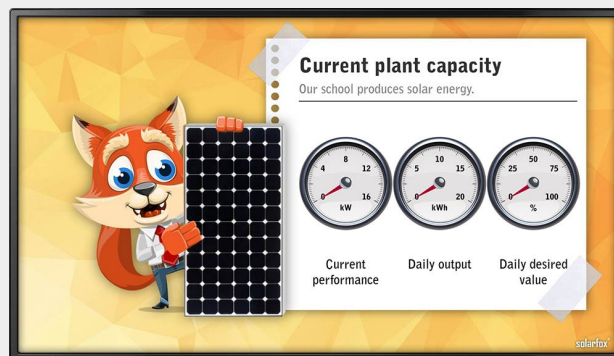 Current plant capacity
Our school produces solar energy.
0 4 8 12 16
kW
0 5 10 15 20
kWh
0 25 50 75 100
%
Current
performance
Daily output
Daily desired
value
solarfox